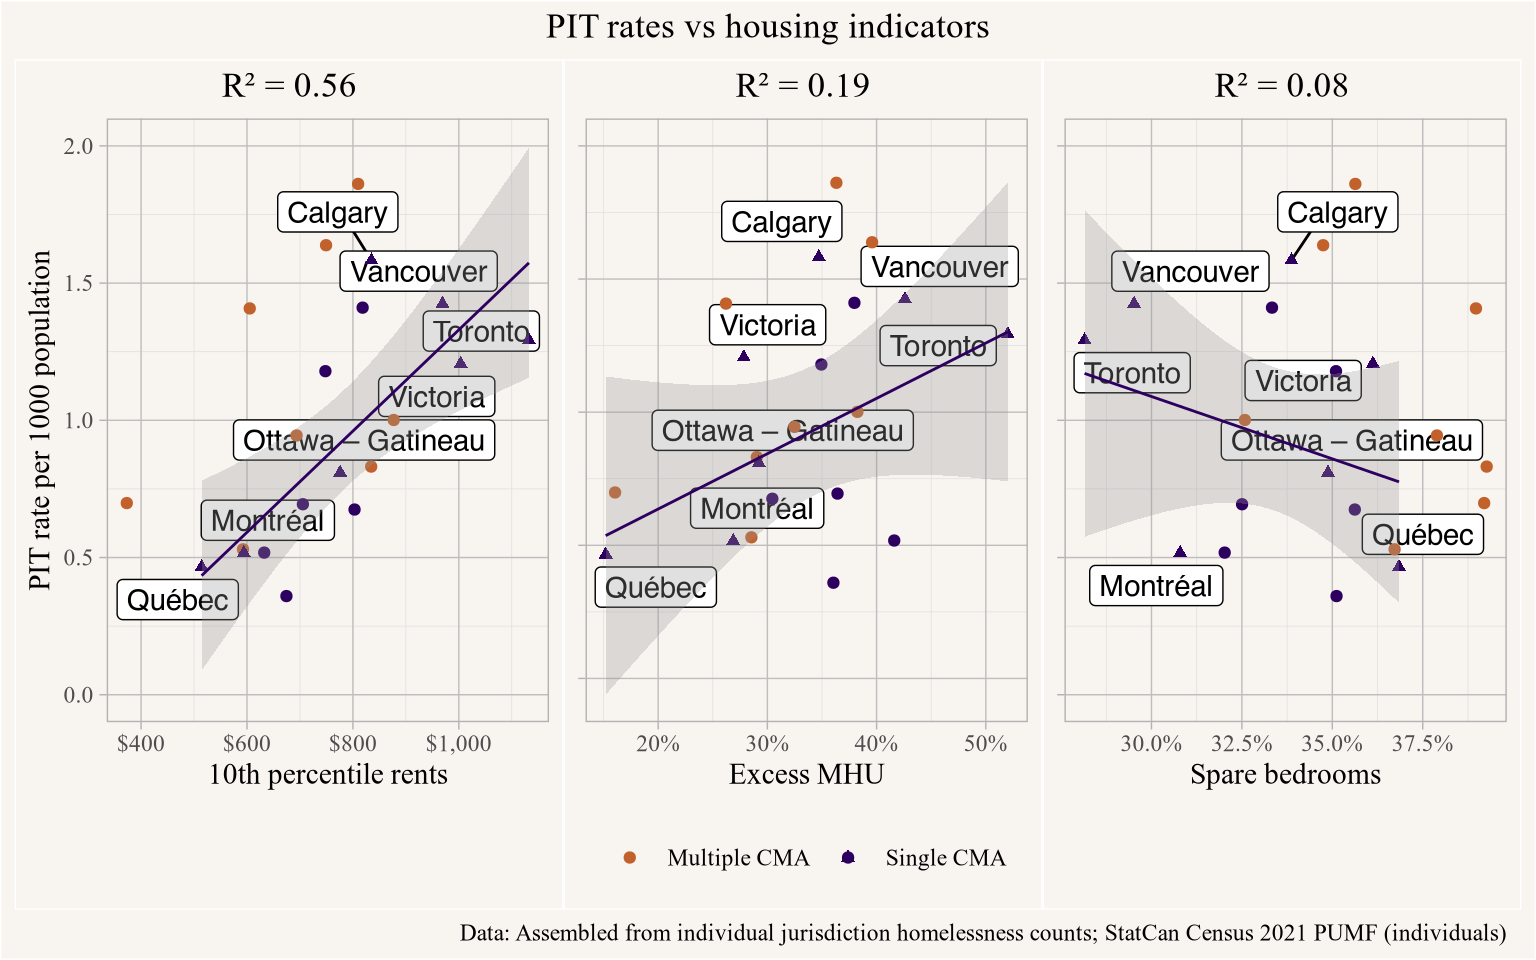 PIT rates vs housing indicators
R² = 0.56
R² = 0.19
R² = 0.08
PIT rate per 1000 population
2.0
1.5
1.0
0.5
0.0
Calgary
Vancouver
Toronto
Victoria
Ottawa – Gatineau
Montréal
Québec
$400 $600 $800 $1,000
10th percentile rents
Calgary
Vancouver
Victoria
Toronto
Ottawa – Gatineau
Montréal
Québec
20% 30% 40% 50%
Excess MHU
Calgary
Vancouver
Toronto
Victoria
Ottawa – Gatineau
Québec
Montréal
30.0% 32.5% 35.0% 37.5%
Spare bedrooms
Multiple CMA Single CMA
Data: Assembled from individual jurisdiction homelessness counts; StatCan Census 2021 PUMF (individuals)